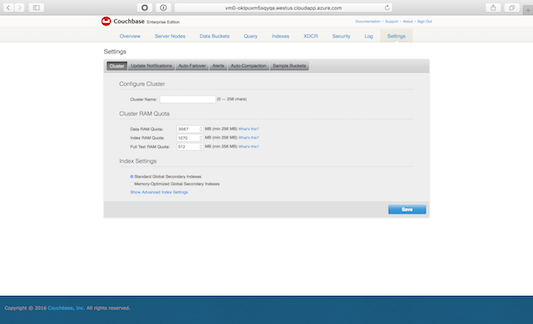 vm0-oktpuxm5sqyqa.westus.cloudapp.azure.com
Couchbase Enterprise Edition
Documentation • Support • About • Sign Out
Overview Server Nodes Data Buckets Query Indexes XDCR Security Log Settings
Settings
Cluster Update Notifications Auto-Failover Alerts Auto-Compaction Sample Buckets
Configure Cluster
Cluster Name: (0 — 256 chars)
Cluster RAM Quota
Data RAM Quota: MB (min 256 MB) What's this?
Index RAM Quota: MB (min 256 MB) What's this?
Full Text RAM Quota: 512 MB (min 256 MB) What's this?
Index Settings
Standard Global Secondary Indexes
Memory-Optimized Global Secondary Indexes
Show Advanced Index Settings
Save
Copyright © 2016 Couchbase, Inc. All rights reserved.